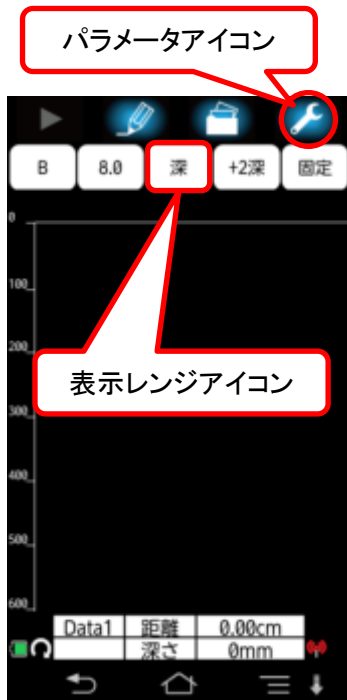 パラメータアイコン
B 8.0 深 +2深 固定
0
100
200
表示レンジアイコン
300
400
500
600
Data1 距離 0.00cm
深さ 0mm